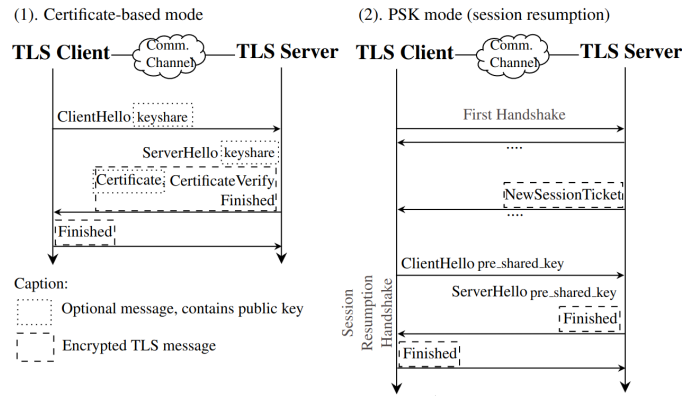 (1). Certificate-based mode
TLS Client
Comm.
Channel
TLS Server
ClientHello keyshare
ServerHello keyshare
Certificate, CertificateVerify
Finished
Finished
Caption:
Optional message, contains public key
Encrypted TLS message
(2). PSK mode (session resumption)
TLS Client
Comm.
Channel
TLS Server
First Handshake
....
NewSessionTicket
....
ClientHello pre_shared_key
ServerHello pre_shared_key
Finished
Finished
Session
Resumption
Handshake